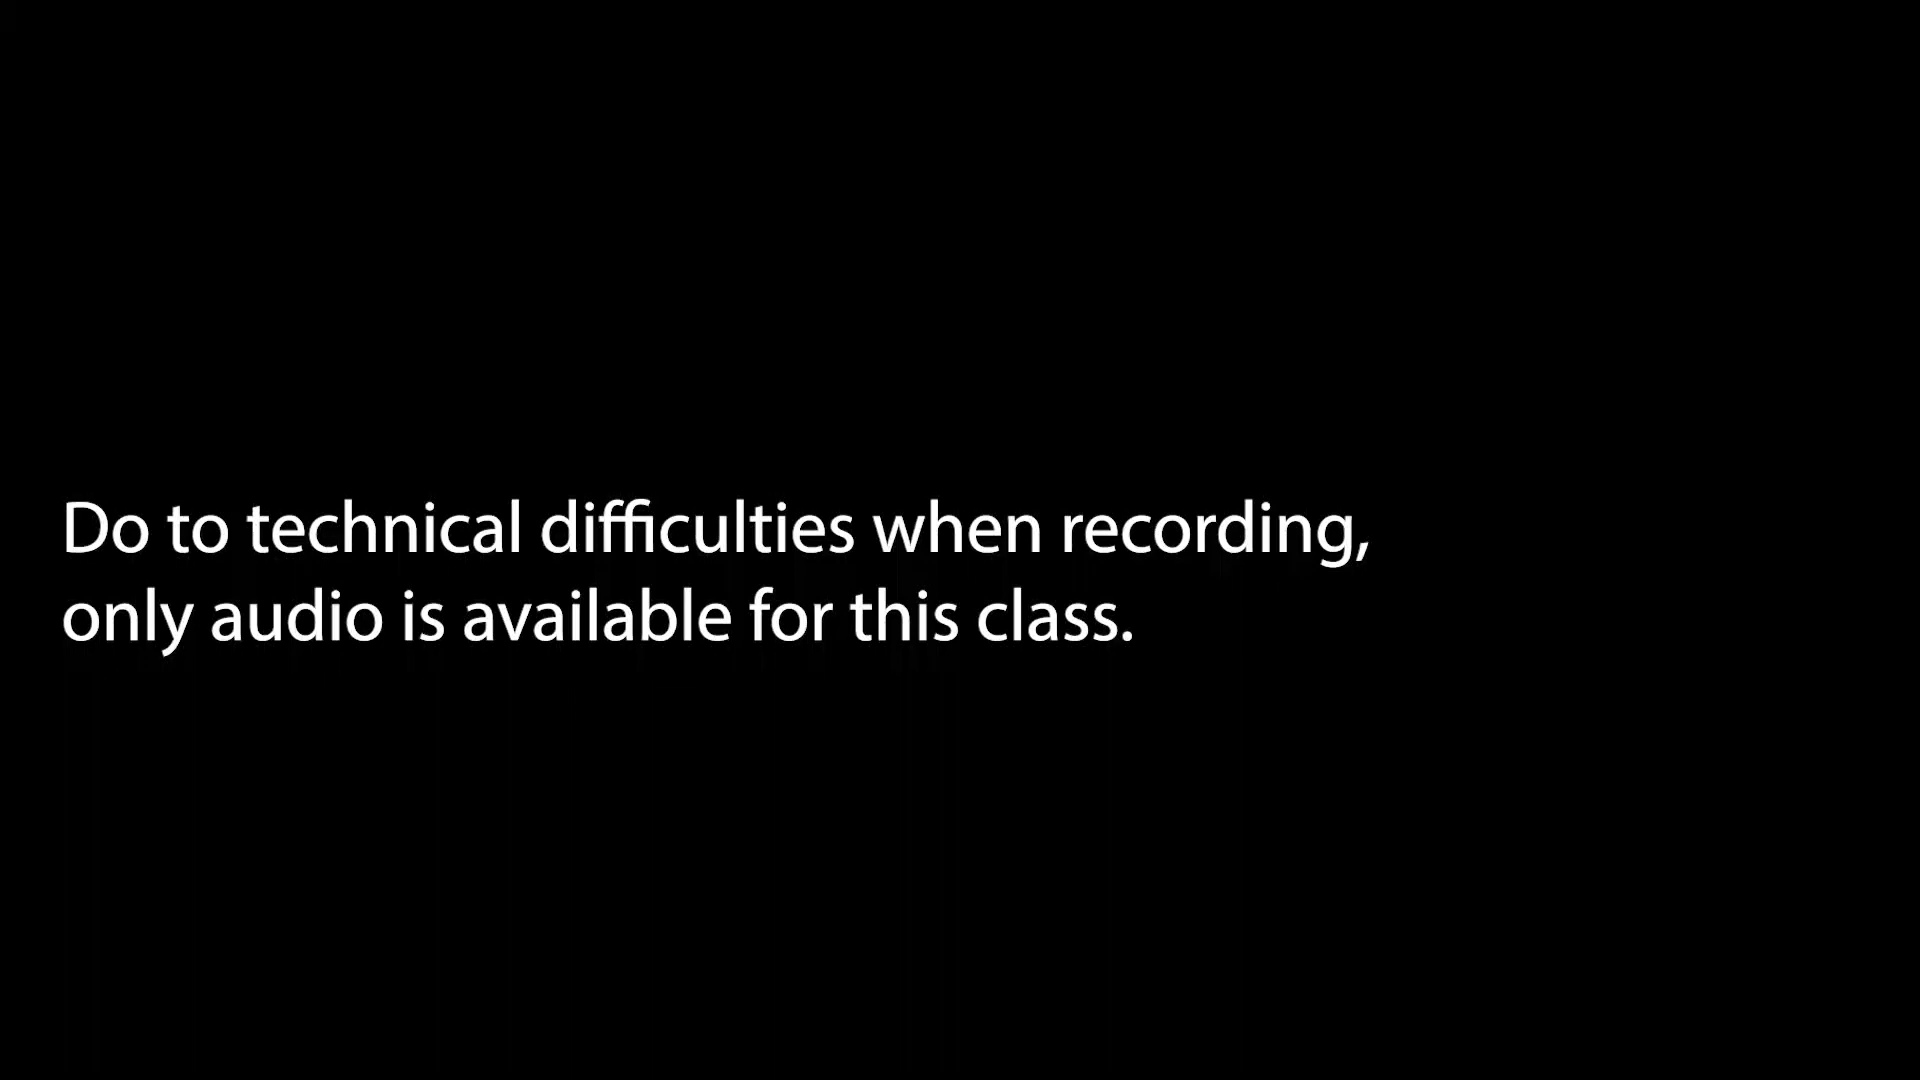 Do to technical difficulties when recording,
only audio is available for this class.